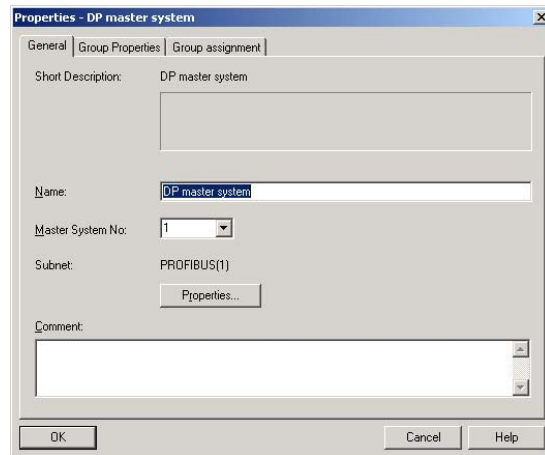 Properties - DP master system
General Group Properties Group assignment
Short Description: DP master system
Name: DP master system
Master System No: 1
Subnet: PROFIBUS(1)
Properties...
Comment:
OK Cancel Help